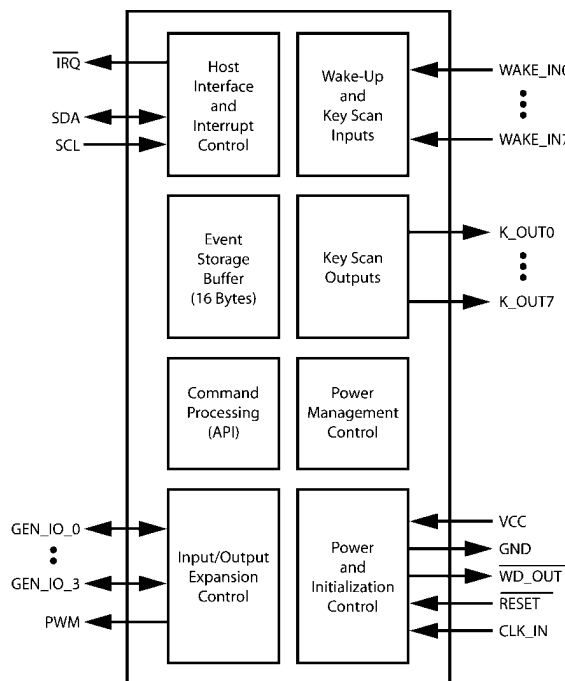 IRQ
SDA
SCL
Host
Interface
and
Interrupt
Control
Wake-Up
and
Key Scan
Inputs
WAKE_IN0
WAKE_IN7
Event
Storage
Buffer
(16 Bytes)
Key Scan
Outputs
K_OUT0
K_OUT7
Command
Processing
(API)
Power
Management
Control
GEN_IO_0
GEN_IO_3
PWM
Input/Output
Expansion
Control
Power
and
Initialization
Control
VCC
GND
WD_OUT
RESET
CLK_IN